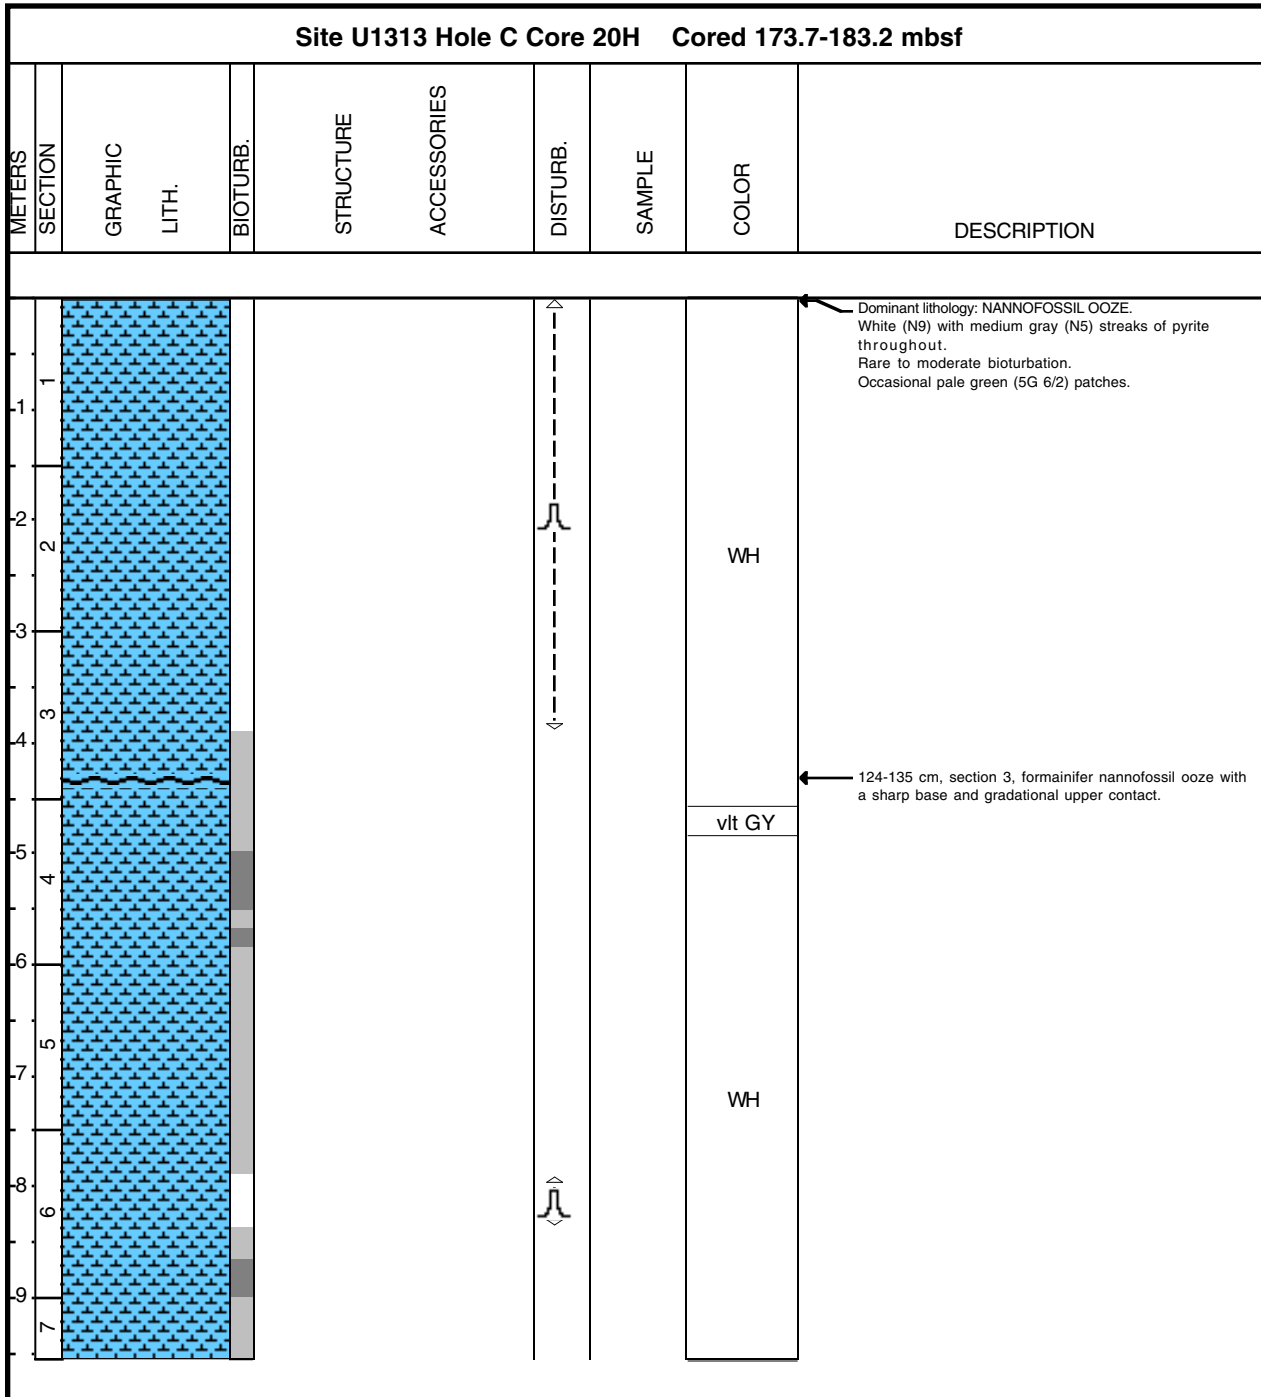 Site U1313 Hole C Core 20H Cored 173.7-183.2 mbsf
METERS
SECTION
GRAPHIC
LITH.
BIOTURB.
STRUCTURE
ACCESSORIES
DISTURB.
SAMPLE
COLOR
DESCRIPTION
Dominant lithology: NANNOFOSSIL OOZE.
White (N9) with medium gray (N5) streaks of pyrite
throughout.
Rare to moderate bioturbation.
Occasional pale green (5G 6/2) patches.
1
1
2
2
WH
3
3
4
124-135 cm, section 3, formainifer nannofossil ooze with
a sharp base and gradational upper contact.
vlt GY
5
4
6
5
7
WH
8
6
9
7